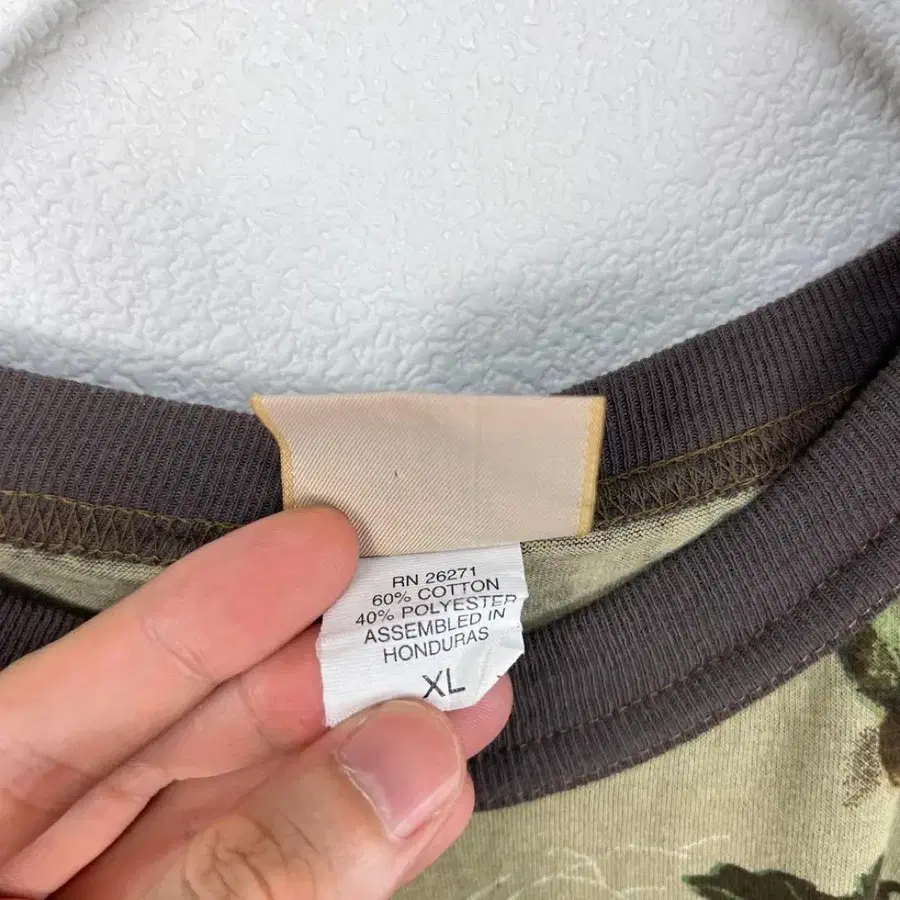 RN 26271
60% COTTON
40% POLYESTER
ASSEMBLED IN
HONDURAS
XL